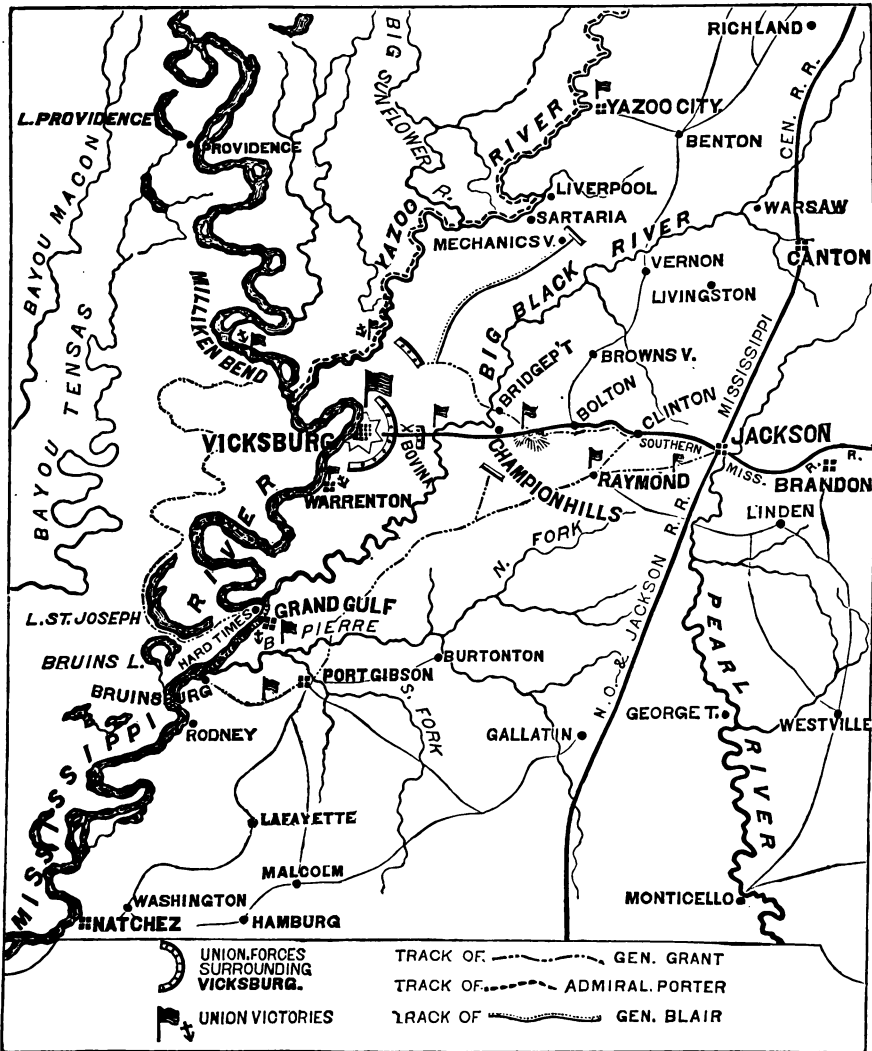 RICHLAND
BIG SUNFLOWER R.
CEN. R. R.
L. PROVIDENCE
PROVIDENCE
YAZOO CITY
BENTON
BAYOU MACON
YAZOO RIVER
LIVERPOOL
SARTARIA
WARSAW
MECHANICS V.
CANTON
BIG BLACK RIVER
VERNON
LIVINGSTON
MILLIKEN BEND
BAYOU TENSAS
BROWNS V.
MISSISSIPPI
BRIDGEP'T
BOLTON
CLINTON
VICKSBURG
X BOVINA
SOUTHERN
JACKSON
MISS. R. R.
CHAMPIONHILLS
RAYMOND
BRANDON
WARRENTON
LINDEN
N. FORK
N.O. & JACKSON R. R.
RIVER
L. ST. JOSEPH
HARD TIMES
GRAND GULF
B PIERRE
PEARL RIVER
BRUINS L.
BURTONTON
BRUINSBURG
PORT GIBSON
S. FORK
RODNEY
GALLATIN
GEORGE T.
WESTVILLE
MISSISSIPPI
LAFAYETTE
MALCOLM
WASHINGTON
MONTICELLO
NATCHEZ
HAMBURG
UNION. FORCES
SURROUNDING
VICKSBURG.
UNION VICTORIES
TRACK OF. GEN. GRANT
TRACK OF. ADMIRAL. PORTER
TRACK OF GEN. BLAIR